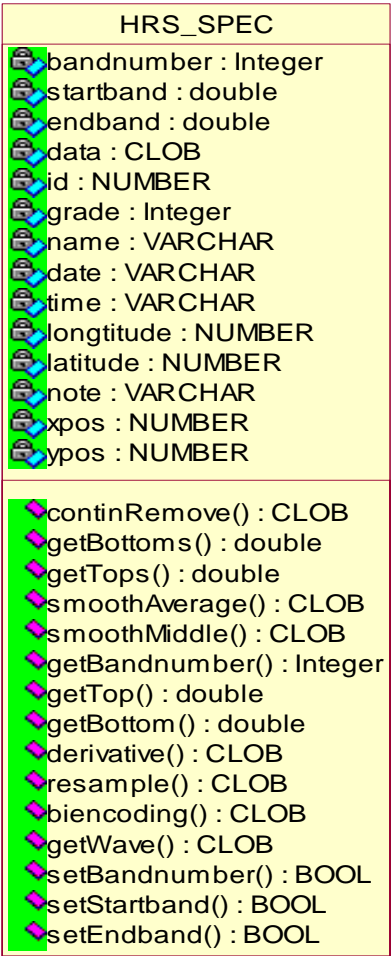 HRS_SPEC
bandnumber : Integer
startband : double
endband : double
data : CLOB
id : NUMBER
grade : Integer
name : VARCHAR
date : VARCHAR
time : VARCHAR
longtitude : NUMBER
latitude : NUMBER
note : VARCHAR
xpos : NUMBER
ypos : NUMBER
continRemove() : CLOB
getBottoms() : double
getTops() : double
smoothAverage() : CLOB
smoothMiddle() : CLOB
getBandnumber() : Integer
getTop() : double
getBottom() : double
derivative() : CLOB
resample() : CLOB
biencoding() : CLOB
getWave() : CLOB
setBandnumber() : BOOL
setStartband() : BOOL
setEndband() : BOOL